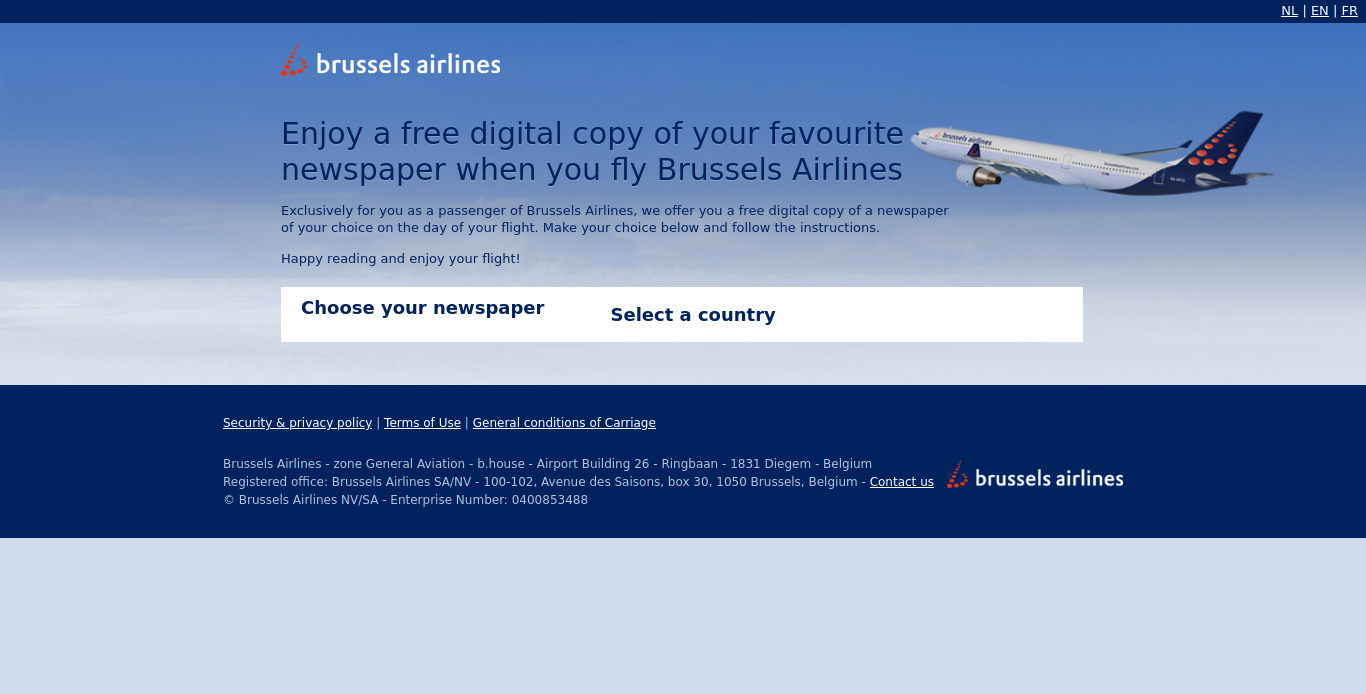 NL | EN | FR
brussels airlines
Enjoy a free digital copy of your favourite
newspaper when you fly Brussels Airlines
brussels airlines
Exclusively for you as a passenger of Brussels Airlines, we offer you a free digital copy of a newspaper
of your choice on the day of your flight. Make your choice below and follow the instructions.
Happy reading and enjoy your flight!
Choose your newspaper
Select a country
Security & privacy policy | Terms of Use | General conditions of Carriage
Brussels Airlines - zone General Aviation - b.house - Airport Building 26 - Ringbaan - 1831 Diegem - Belgium
Registered office: Brussels Airlines SA/NV - 100-102, Avenue des Saisons, box 30, 1050 Brussels, Belgium - Contact us
© Brussels Airlines NV/SA - Enterprise Number: 0400853488
brussels airlines